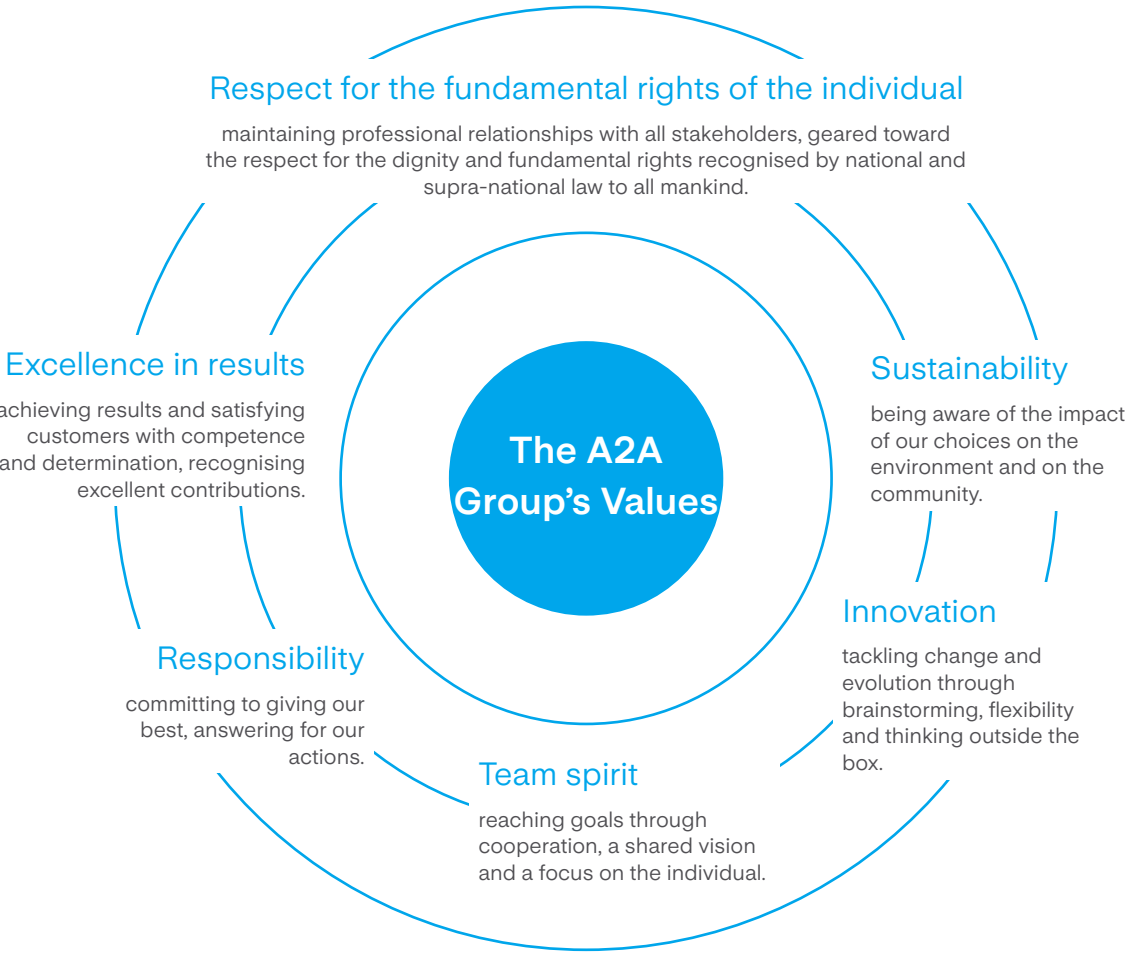 Respect for the fundamental rights of the individual
maintaining professional relationships with all stakeholders, geared toward
the respect for the dignity and fundamental rights recognised by national and
supra-national law to all mankind.
Excellence in results
achieving results and satisfying
customers with competence
and determination, recognising
excellent contributions.
The A2A
Group’s Values
Sustainability
being aware of the impact
of our choices on the
environment and on the
community.
Innovation
tackling change and
evolution through
brainstorming, flexibility
and thinking outside the
box.
Responsibility
committing to giving our
best, answering for our
actions.
Team spirit
reaching goals through
cooperation, a shared vision
and a focus on the individual.